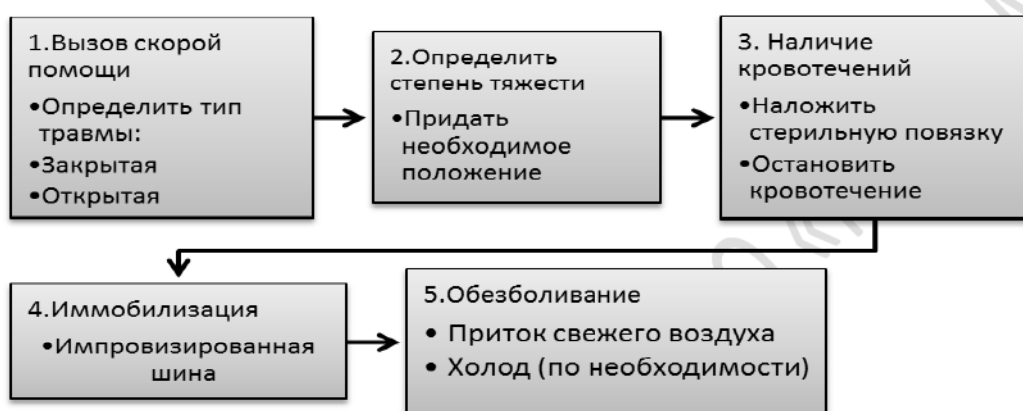 1.Вызов скорой
помощи
•Определить тип
травмы:
•Закрытая
•Открытая
2.Определить
степень тяжести
•Придать
необходимое
положение
3. Наличие
кровотечений
•Наложить
стерильную повязку
•Остановить
кровотечение
4.Иммобилизация
•Импровизированная
шина
5.Обезболивание
• Приток свежего воздуха
• Холод (по необходимости)